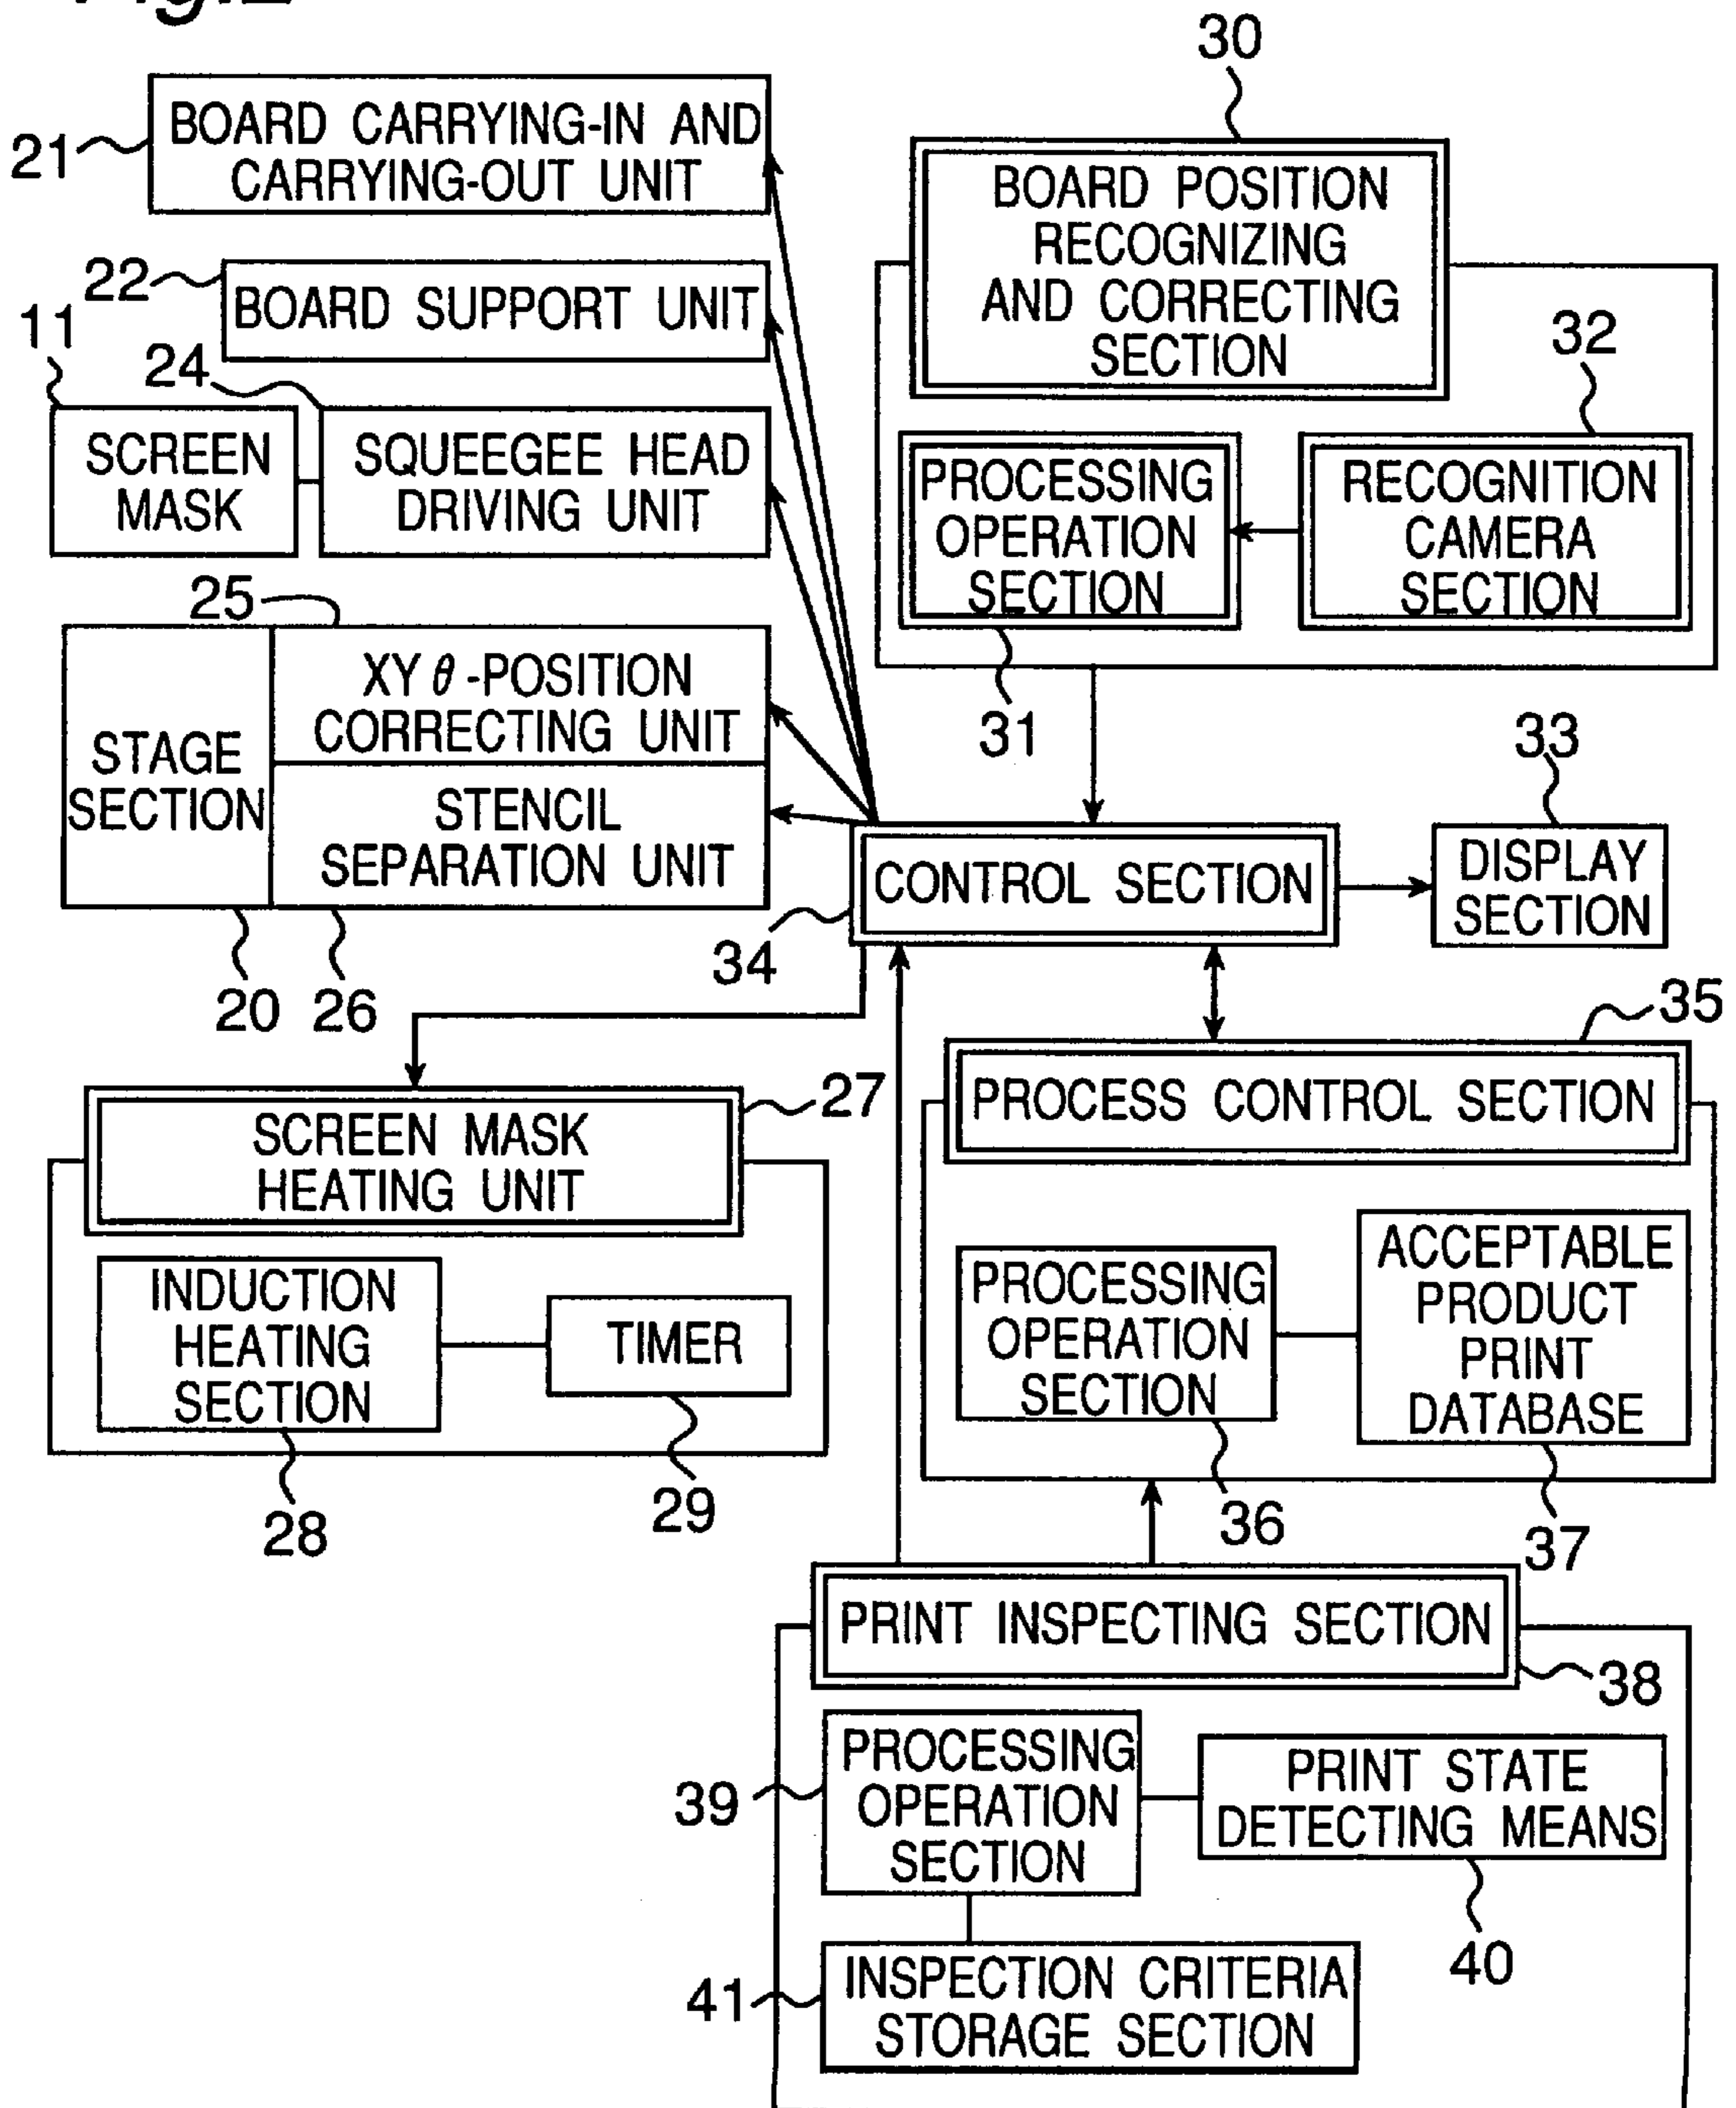 30
BOARD CARRYING-IN AND
CARRYING-OUT UNIT
21
BOARD POSITION
RECOGNIZING
AND CORRECTING
SECTION
22
BOARD SUPPORT UNIT
11
24
32
SCREEN
MASK
SQUEEGEE HEAD
DRIVING UNIT
PROCESSING
OPERATION
SECTION
RECOGNITION
CAMERA
SECTION
25
XYθ-POSITION
CORRECTING UNIT
STAGE
SECTION
STENCIL
SEPARATION UNIT
31
33
CONTROL SECTION
DISPLAY
SECTION
34
20
26
35
27
PROCESS CONTROL SECTION
SCREEN MASK
HEATING UNIT
INDUCTION
HEATING
SECTION
TIMER
PROCESSING
OPERATION
SECTION
ACCEPTABLE
PRODUCT
PRINT
DATABASE
28
29
36
37
PRINT INSPECTING SECTION
38
PROCESSING
OPERATION
SECTION
39
PRINT STATE
DETECTING MEANS
40
41
INSPECTION CRITERIA
STORAGE SECTION